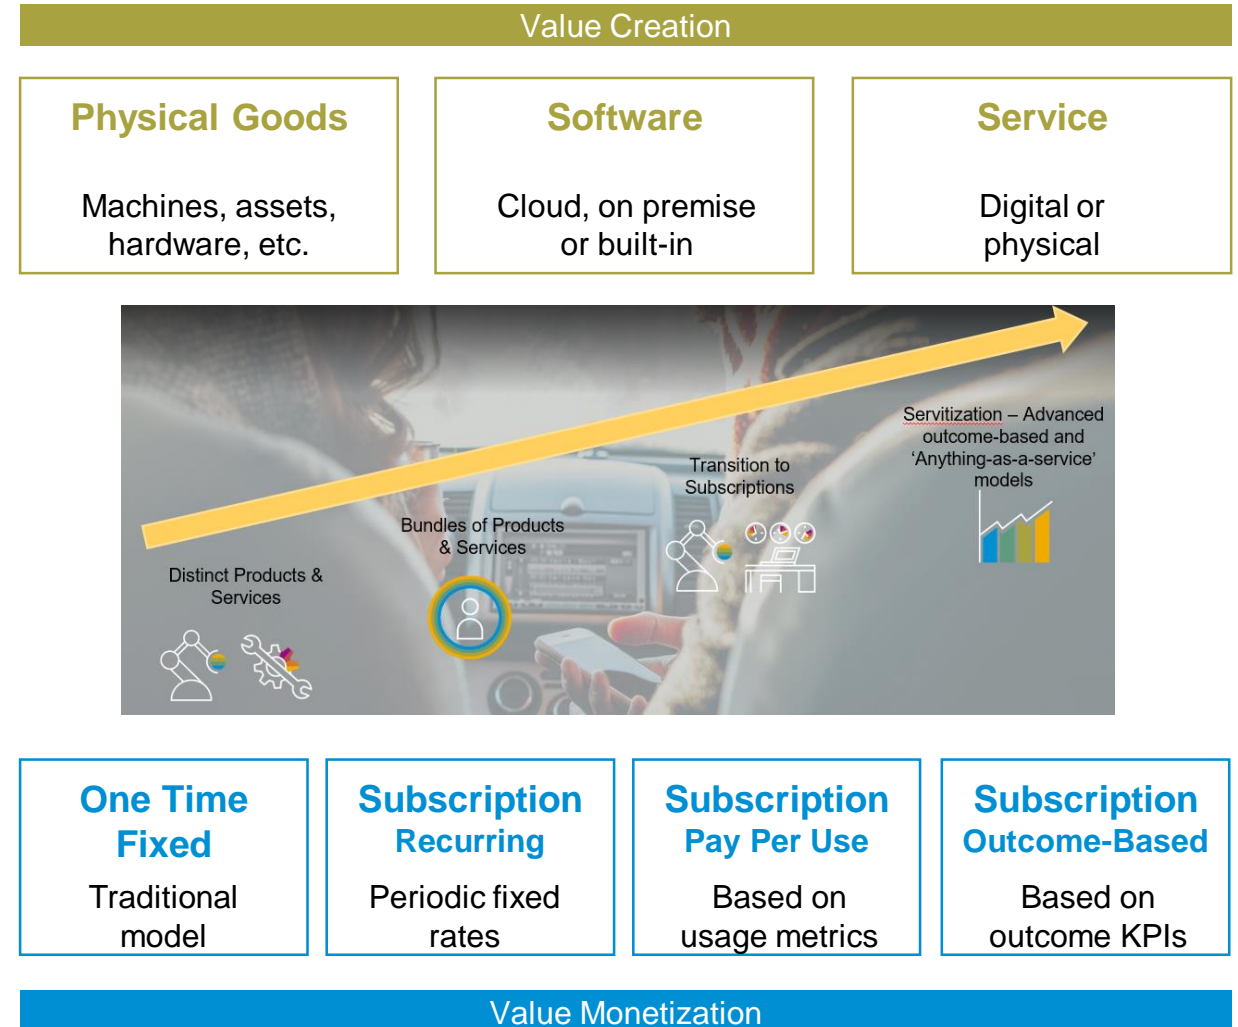 Value Creation
Physical Goods
Machines, assets,
hardware, etc.
Software
Cloud, on premise
or built-in
Service
Digital or
physical
Servitization – Advanced
outcome-based and
‘Anything-as-a-service’
models
Transition to
Subscriptions
Bundles of Products
& Services
Distinct Products &
Services
One Time
Fixed
Traditional
model
Subscription
Recurring
Periodic fixed
rates
Subscription
Pay Per Use
Based on
usage metrics
Subscription
Outcome-Based
Based on
outcome KPIs
Value Monetization